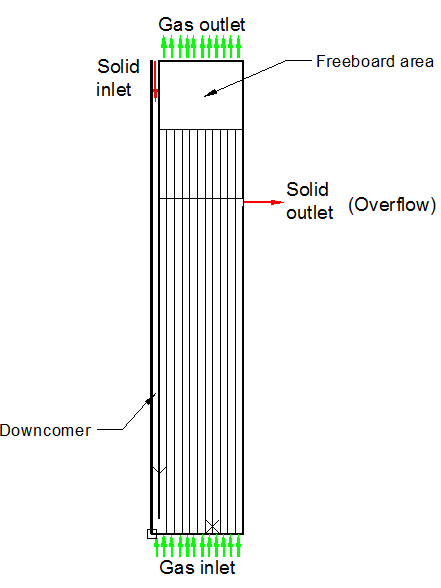 Gas outlet
Freeboard area
Solid
inlet
Solid
outlet (Overflow)
Downcomer
Gas inlet